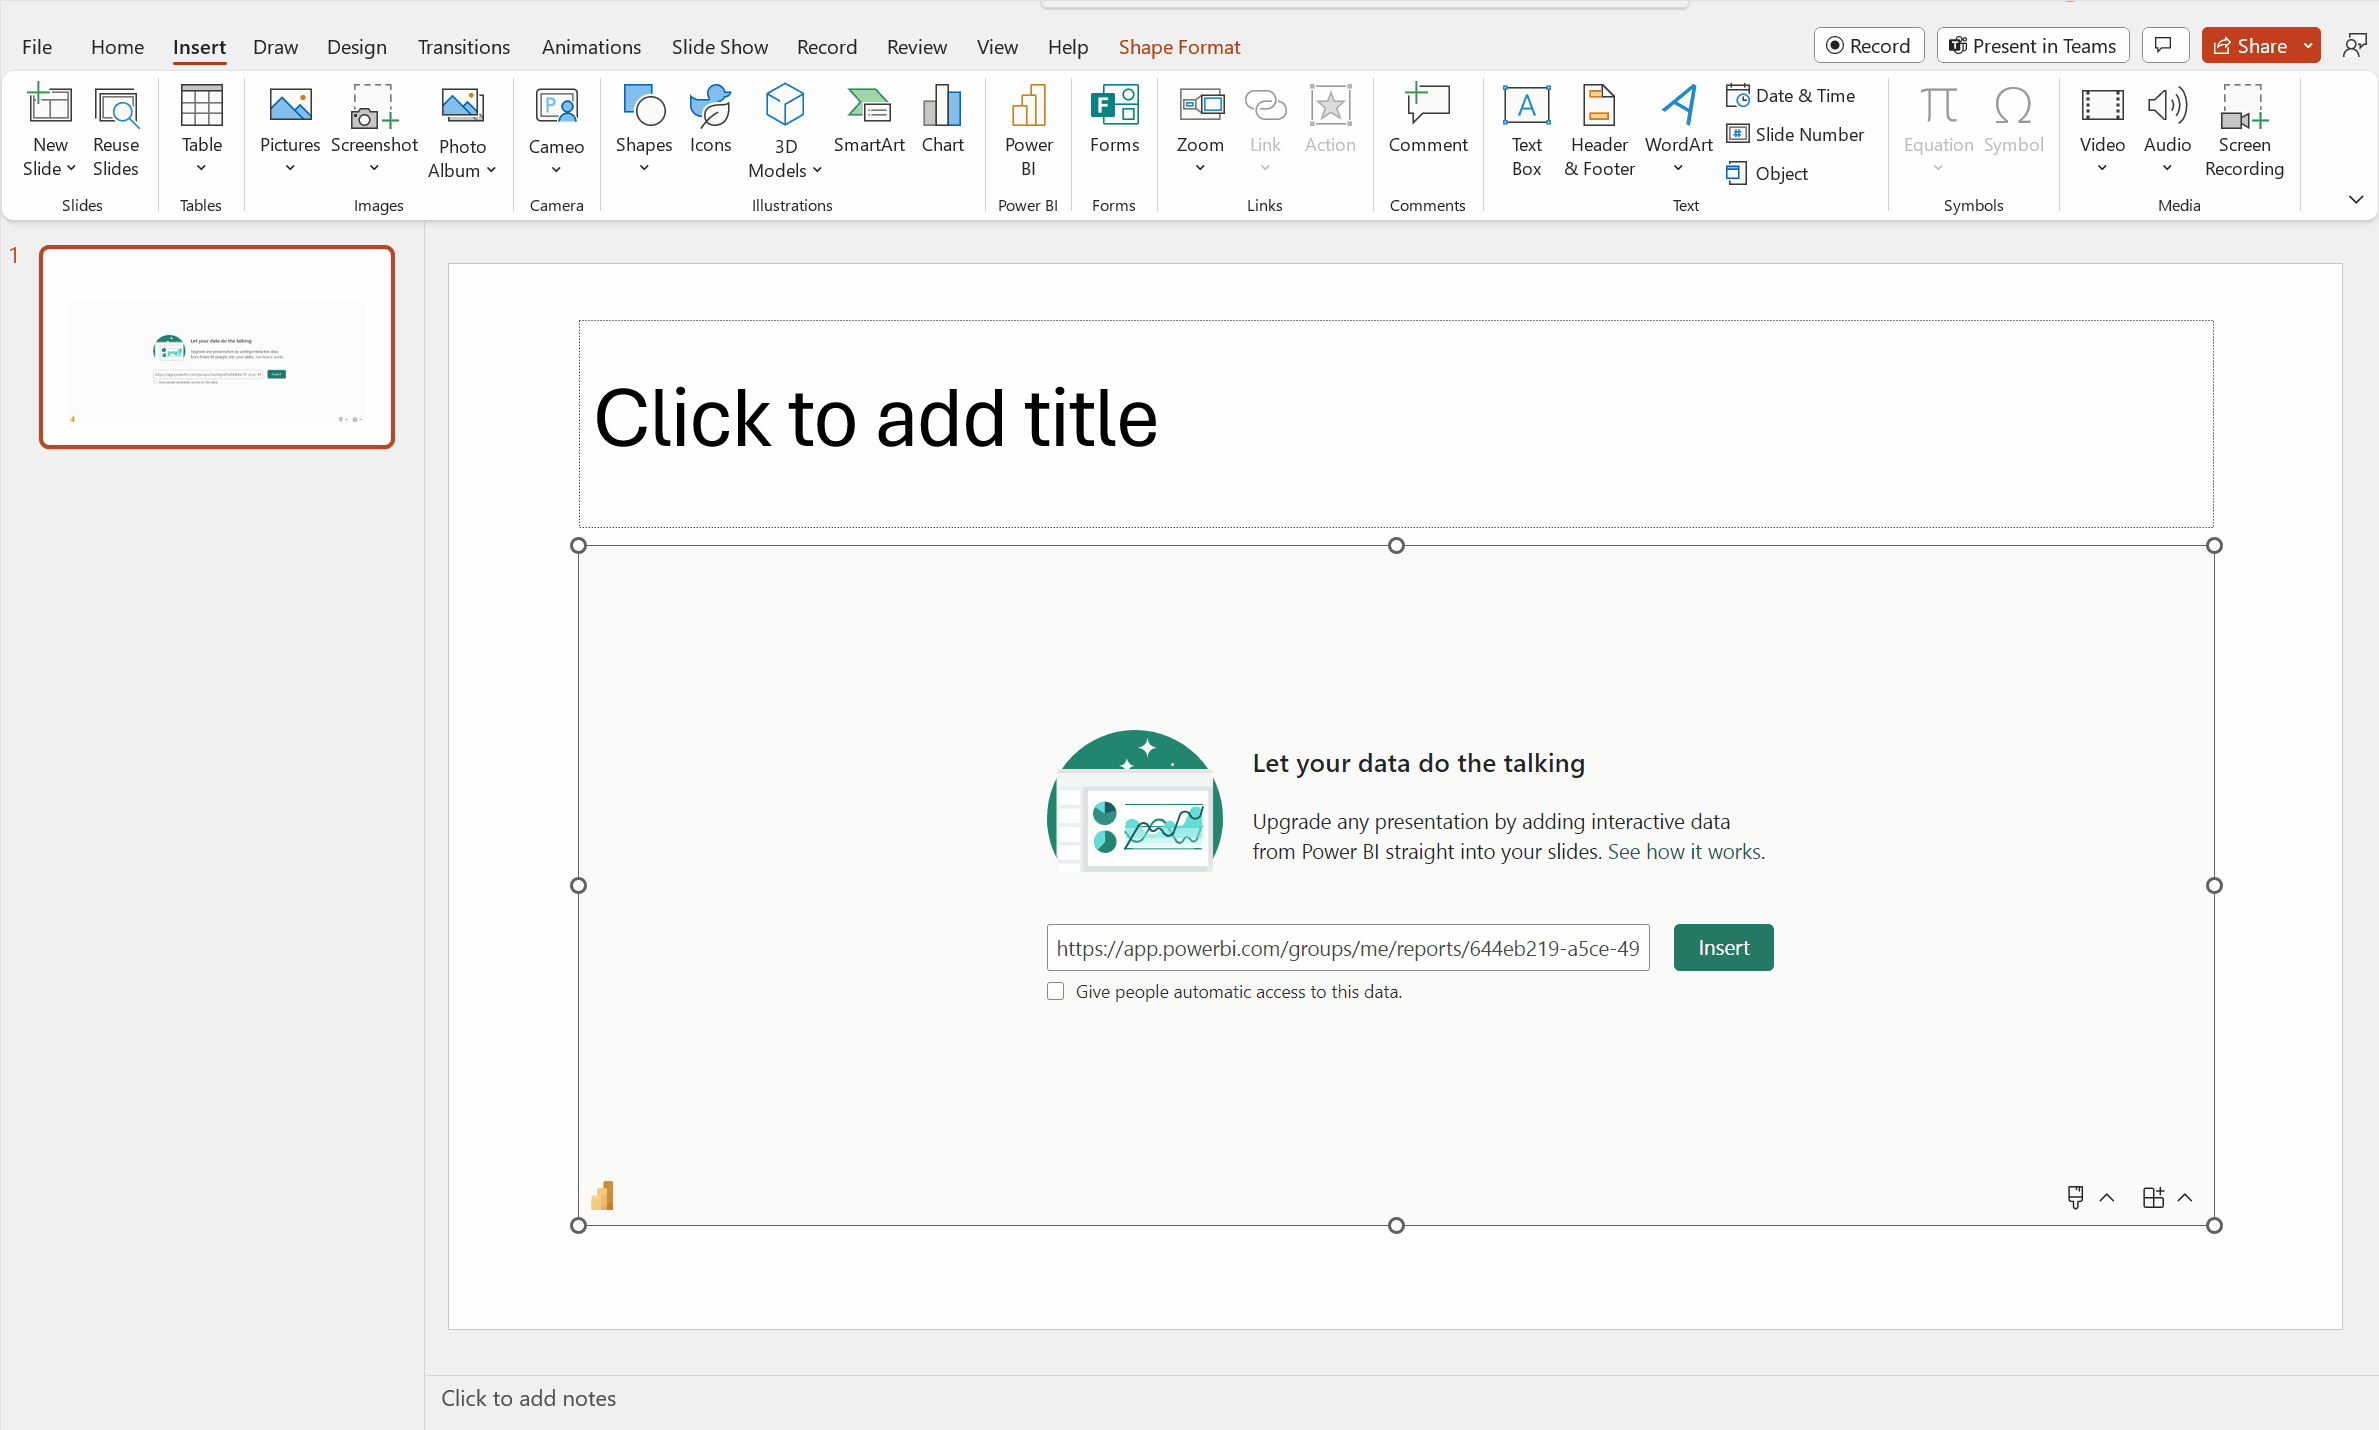 File Home Insert Draw Design Transitions Animations Slide Show Record Review View Help Shape Format Record Present in Teams Share
New Slide
Reuse Slides
Table
Pictures
Screenshot
Photo Album
Cameo
Shapes
Icons
3D Models
SmartArt
Chart
Power BI
Forms
Zoom
Link
Action
Comment
Text Box
Header & Footer
WordArt
Date & Time
Slide Number
Object
Equation
Symbol
Video
Audio
Screen Recording
Slides Tables Images Camera Illustrations Power BI Forms Links Comments Text Symbols Media
1
Click to add title
Let your data do the talking
Upgrade any presentation by adding interactive data
from Power BI straight into your slides. See how it works.
https://app.powerbi.com/groups/me/reports/644eb219-a5ce-49
Insert
Give people automatic access to this data.
Click to add notes